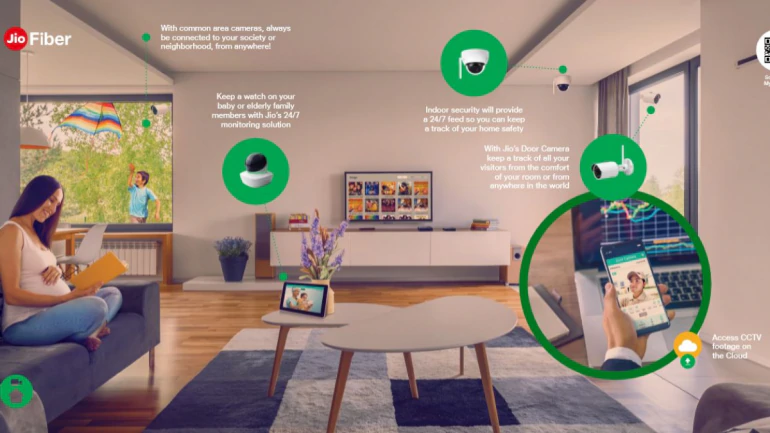 Jio Fiber
With common area cameras, always
be connected to your society or
neighborhood, from anywhere!
Keep a watch on your
baby or elderly family
members with Jio's 24/7
monitoring solution
Indoor security will provide
a 24/7 feed so you can keep
a track of your home safety
With Jio's Door Camera
keep a track of all your
visitors from the comfort
of your room or from
anywhere in the world
Access CCTV
footage on
the Cloud